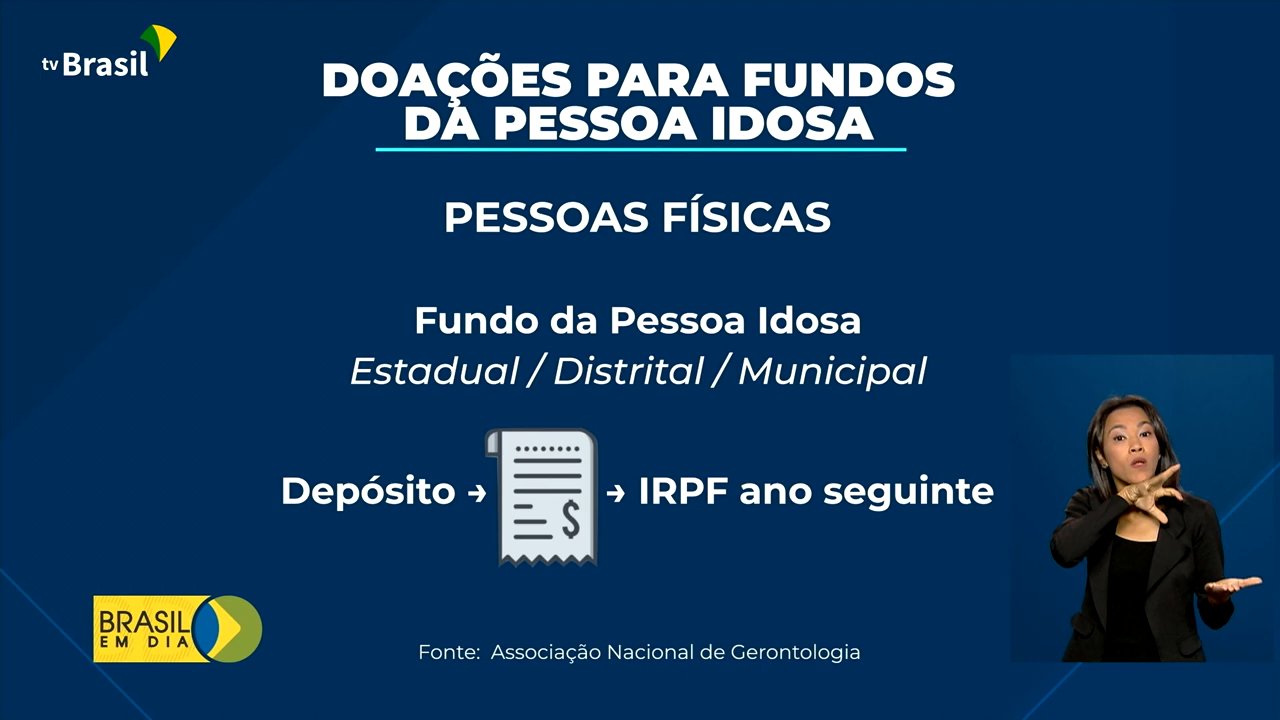 tv Brasil
DOAÇÕES PARA FUNDOS
DA PESSOA IDOSA
PESSOAS FÍSICAS
Fundo da Pessoa Idosa
Estadual / Distrital / Municipal
Depósito → $ → IRPF ano seguinte
BRASIL
EM DIA
Fonte: Associação Nacional de Gerontologia